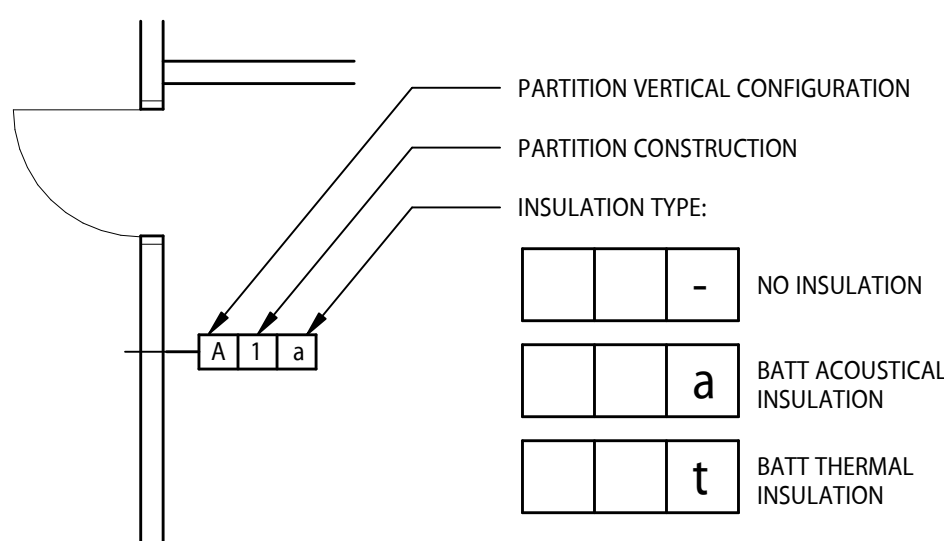 PARTITION VERTICAL CONFIGURATION
PARTITION CONSTRUCTION
INSULATION TYPE:
- NO INSULATION
a BATT ACOUSTICAL
INSULATION
t BATT THERMAL
INSULATION
A 1 a